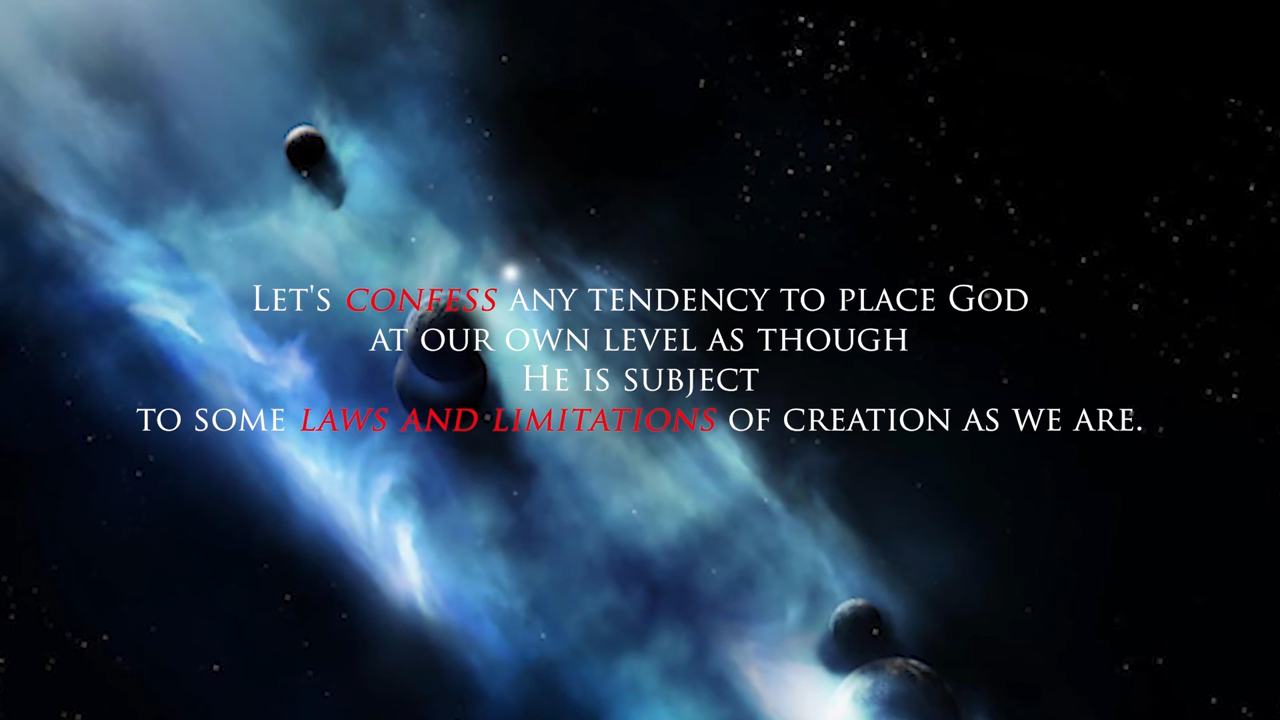 Let's confess any tendency to place God
at our own level as though
He is subject
to some laws and limitations of creation as we are.